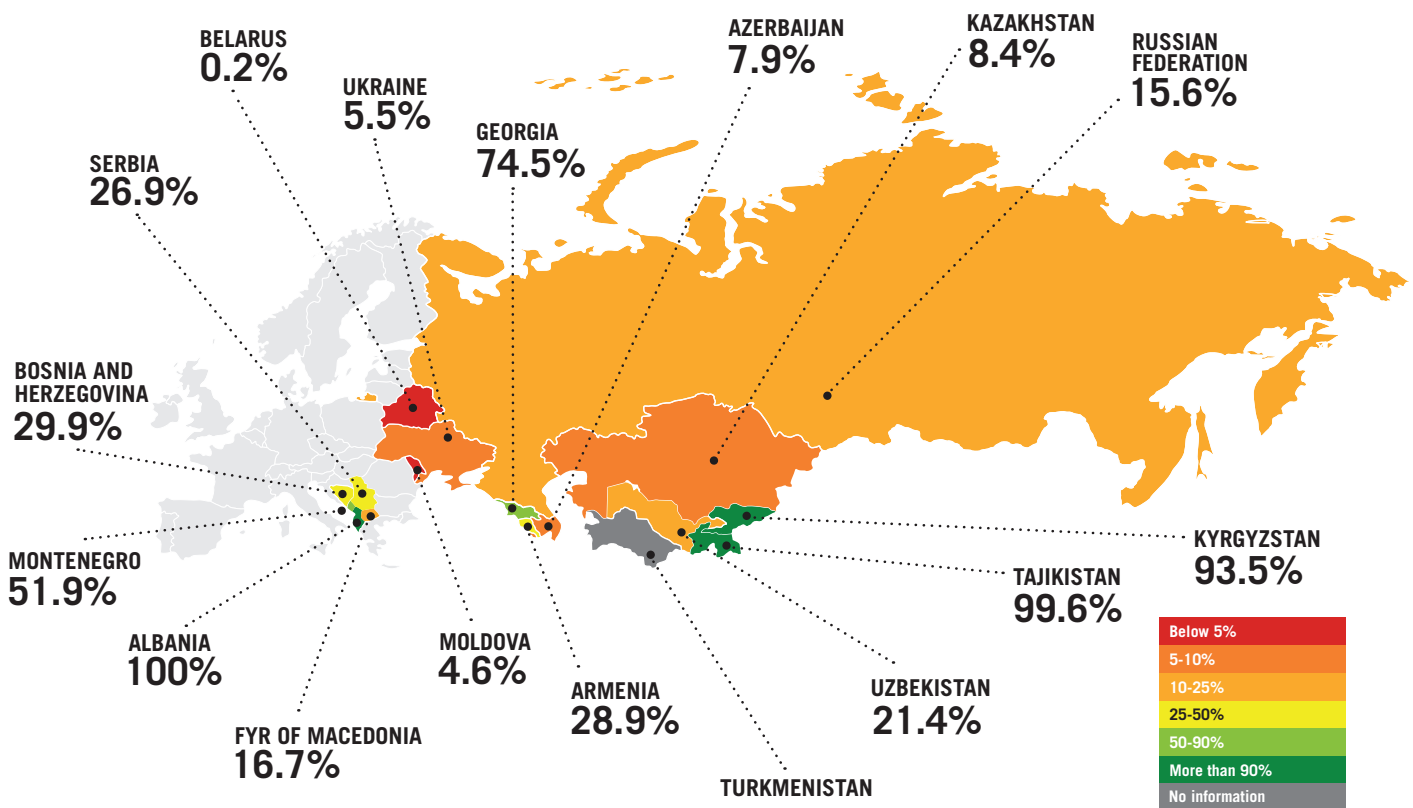 BELARUS
0.2%
UKRAINE
5.5%
SERBIA
26.9%
GEORGIA
74.5%
AZERBAIJAN
7.9%
KAZAKHSTAN
8.4%
RUSSIAN
FEDERATION
15.6%
BOSNIA AND
HERZEGOVINA
29.9%
MONTENEGRO
51.9%
ALBANIA
100%
FYR OF MACEDONIA
16.7%
MOLDOVA
4.6%
ARMENIA
28.9%
TURKMENISTAN
UZBEKISTAN
21.4%
TAJIKISTAN
99.6%
KYRGYZSTAN
93.5%
Below 5%
5-10%
10-25%
25-50%
50-90%
More than 90%
No information